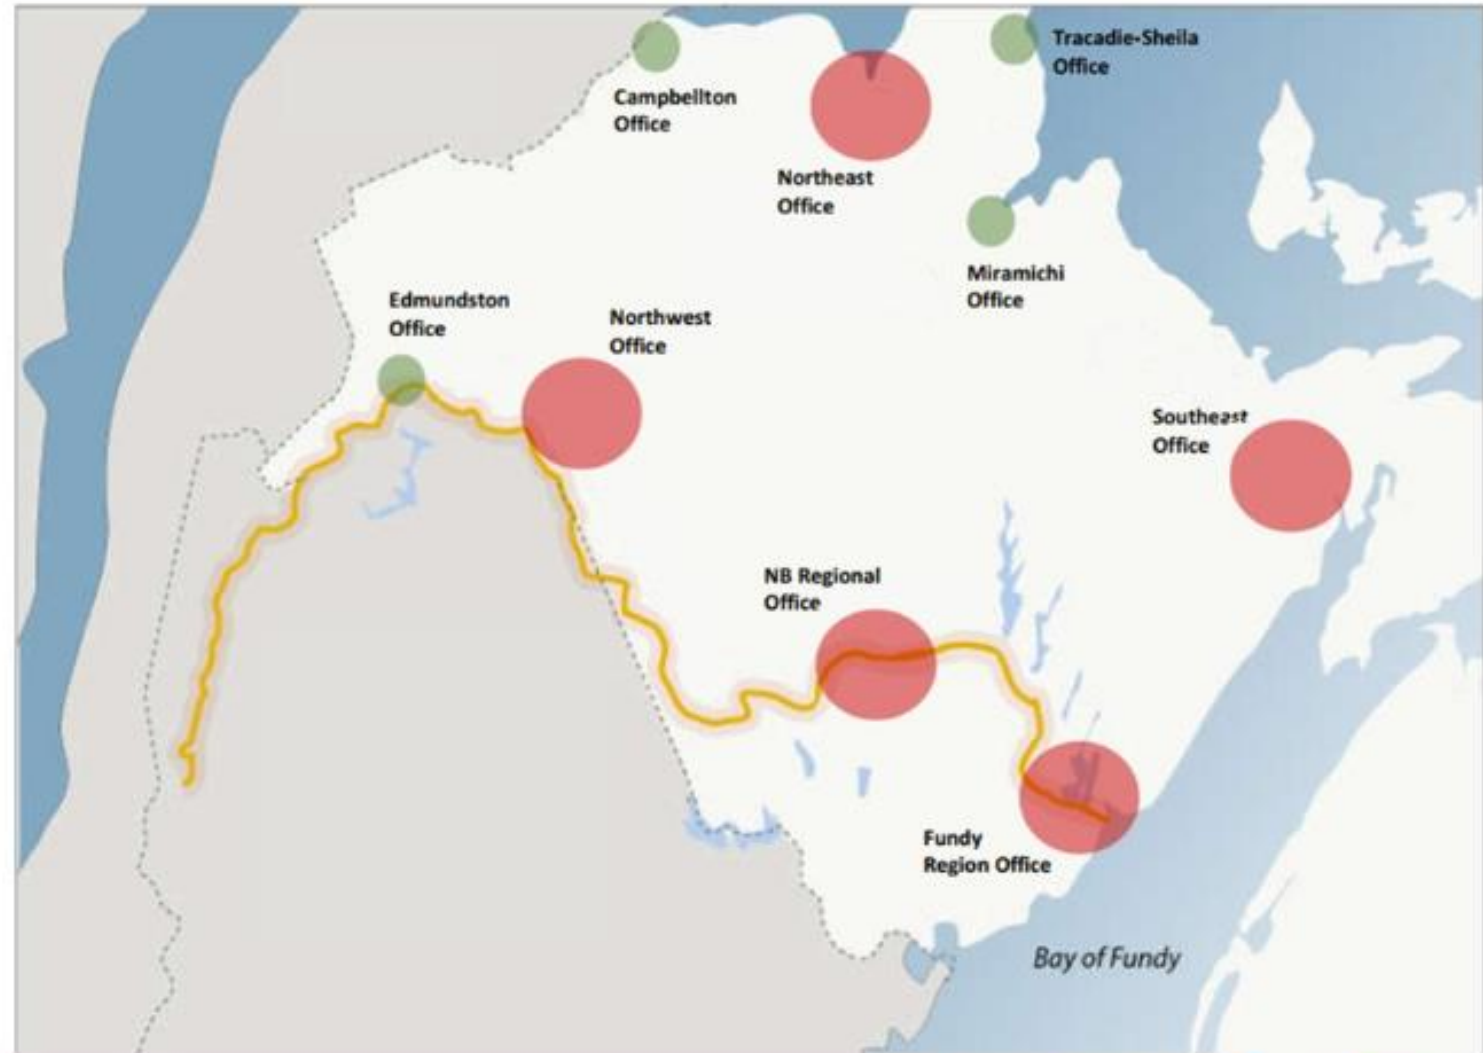 Tracadie-Sheila
Office
Campbellton
Office
Northeast
Office
Miramichi
Office
Edmundston
Office
Northwest
Office
Southeast
Office
NB Regional
Office
Fundy
Region Office
Bay of Fundy